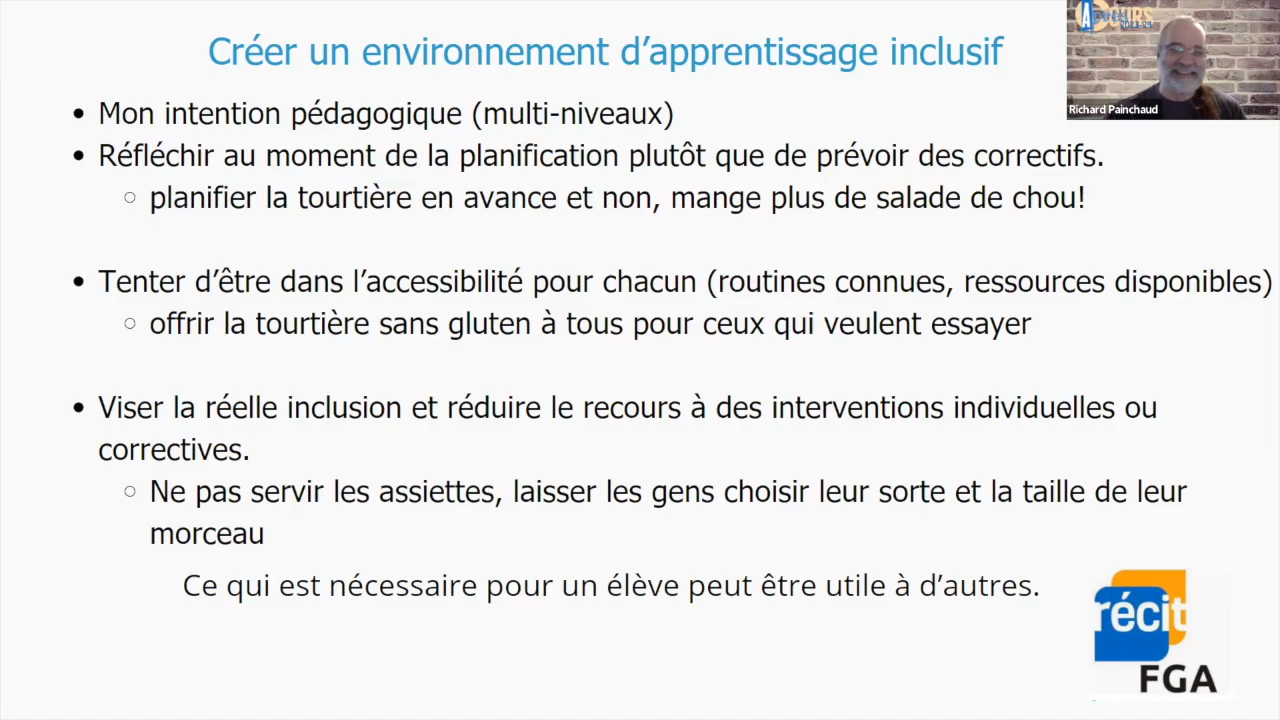 Créer un environnement d’apprentissage inclusif
Richard Painchaud
• Mon intention pédagogique (multi-niveaux)
• Réfléchir au moment de la planification plutôt que de prévoir des correctifs.
○ planifier la tourtière en avance et non, mange plus de salade de chou!
• Tenter d’être dans l’accessibilité pour chacun (routines connues, ressources disponibles)
○ offrir la tourtière sans gluten à tous pour ceux qui veulent essayer
• Viser la réelle inclusion et réduire le recours à des interventions individuelles ou
correctives.
○ Ne pas servir les assiettes, laisser les gens choisir leur sorte et la taille de leur
morceau
Ce qui est nécessaire pour un élève peut être utile à d’autres.
récit
FGA